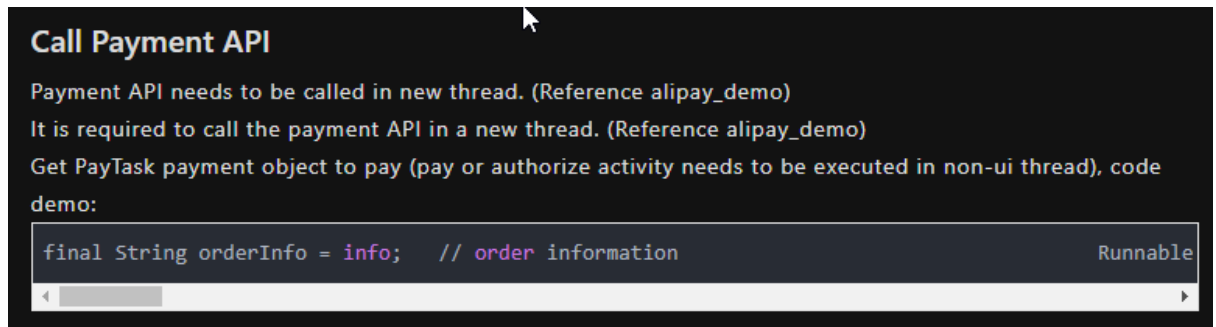 Call Payment API
Payment API needs to be called in new thread. (Reference alipay_demo)
It is required to call the payment API in a new thread. (Reference alipay_demo)
Get PayTask payment object to pay (pay or authorize activity needs to be executed in non-ui thread), code
demo:
final String orderInfo = info;   // order information                                   Runnable